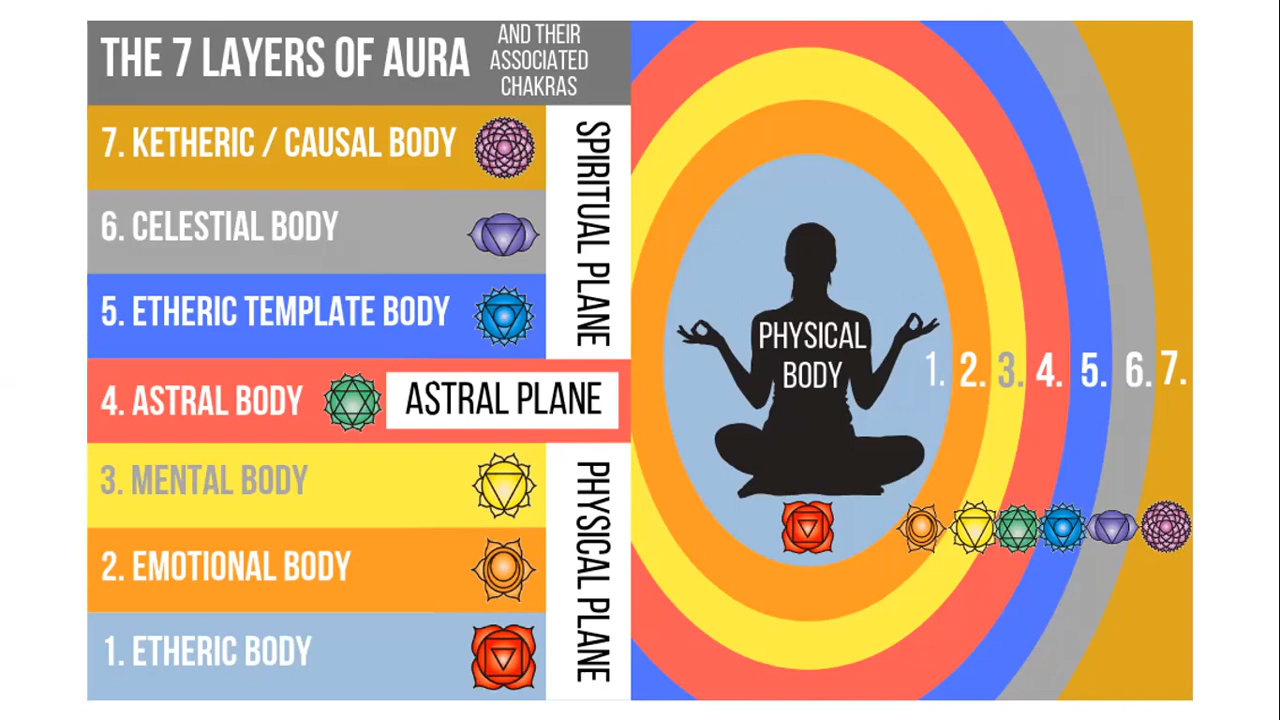 THE 7 LAYERS OF AURA
AND THEIR
ASSOCIATED
CHAKRAS
7. KETHERIC / CAUSAL BODY
6. CELESTIAL BODY
5. ETHERIC TEMPLATE BODY
SPIRITUAL PLANE
4. ASTRAL BODY
ASTRAL PLANE
3. MENTAL BODY
2. EMOTIONAL BODY
1. ETHERIC BODY
PHYSICAL PLANE
PHYSICAL
BODY
1. 2. 3. 4. 5. 6. 7.